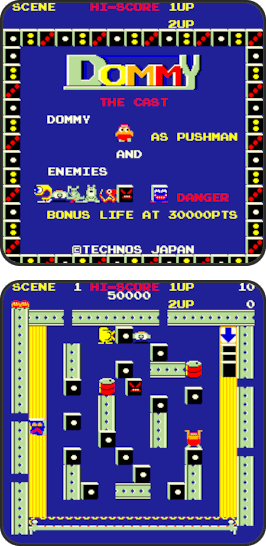 SCENE HI-SCORE 1UP
2UP
DOMMY
THE CAST
DOMMY
AS PUSHMAN
AND
ENEMIES
DANGER
BONUS LIFE AT 30000PTS
©TECHNOS JAPAN
SCENE 1 HI-SCORE 1UP 10
50000 2UP 0